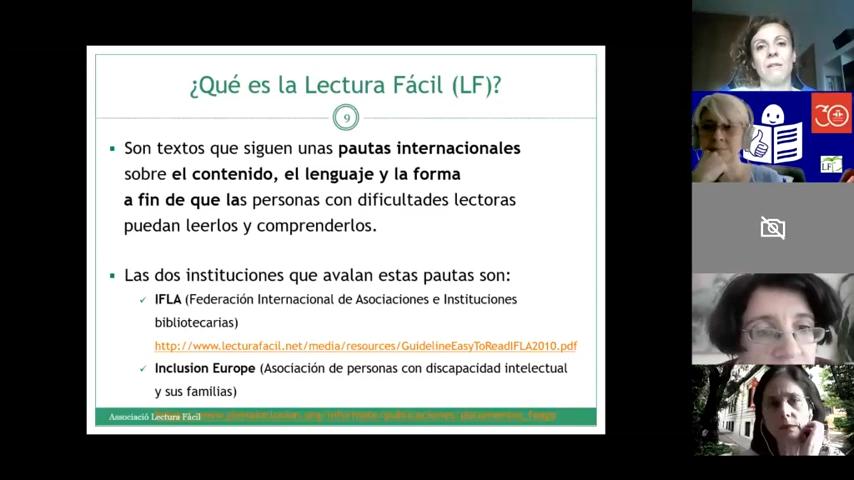 ¿Qué es la Lectura Fácil (LF)?
9
Son textos que siguen unas pautas internacionales
sobre el contenido, el lenguaje y la forma
a fin de que las personas con dificultades lectoras
puedan leerlos y comprenderlos.
Las dos instituciones que avalan estas pautas son:
✓ IFLA (Federación Internacional de Asociaciones e Instituciones
bibliotecarias)
http://www.lecturafacil.net/media/resources/GuidelineEasyToReadIFLA2010.pdf
✓ Inclusion Europe (Asociación de personas con discapacidad intelectual
y sus familias)
Associació Lectura Fàcil
30
LF